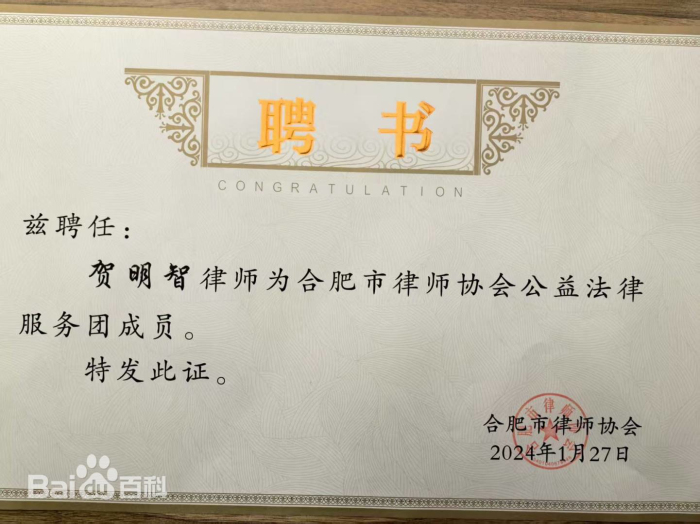 聘书
CONGRATULATION
兹聘任：
贺明智律师为合肥市律师协会公益法律
服务团成员。
特发此证。
合肥市律师协会
2024年1月27日
Bai百科